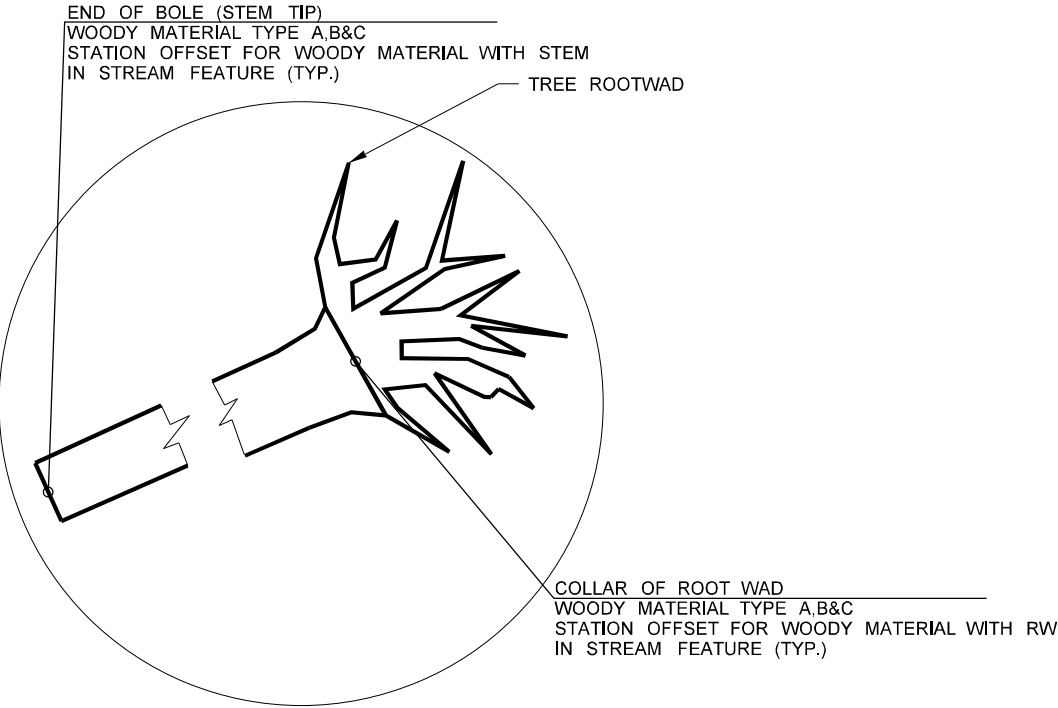 END OF BOLE (STEM TIP)
WOODY MATERIAL TYPE A,B&C
STATION OFFSET FOR WOODY MATERIAL WITH STEM
IN STREAM FEATURE (TYP.)
TREE ROOTWAD
COLLAR OF ROOT WAD
WOODY MATERIAL TYPE A,B&C
STATION OFFSET FOR WOODY MATERIAL WITH RW
IN STREAM FEATURE (TYP.)